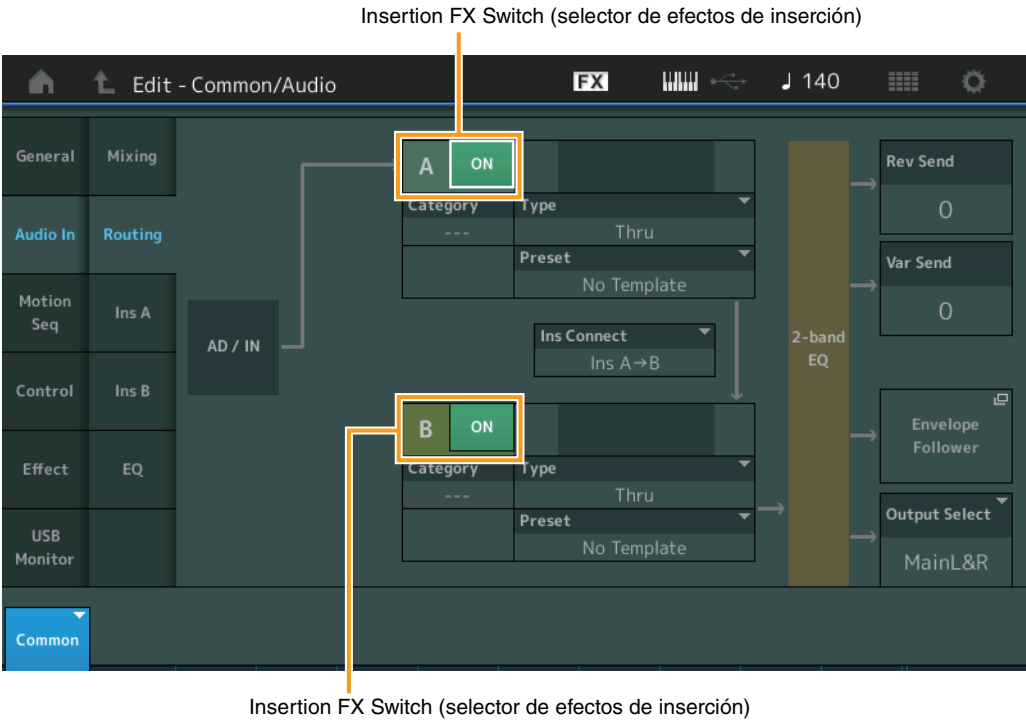 Insertion FX Switch (selector de efectos de inserción)
Edit - Common/Audio
FX
140
General
Mixing
A
ON
Rev Send
0
Category
Type
---
Thru
Preset
No Template
Audio In
Routing
Var Send
0
Motion
Seq
Ins A
AD / IN
Ins Connect
Ins A→B
2-band
EQ
Control
Ins B
B
ON
Envelope
Follower
Effect
EQ
Category
Type
---
Thru
Preset
No Template
Output Select
MainL&R
USB
Monitor
Common
Insertion FX Switch (selector de efectos de inserción)